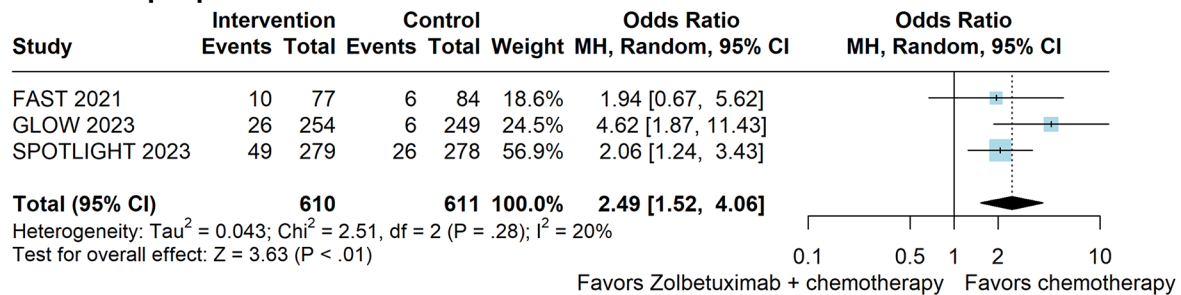 Intervention Control Odds Ratio Odds Ratio
Study Events Total Events Total Weight MH, Random, 95% CI MH, Random, 95% CI
FAST 2021 10 77 6 84 18.6% 1.94 [0.67, 5.62]
GLOW 2023 26 254 6 249 24.5% 4.62 [1.87, 11.43]
SPOTLIGHT 2023 49 279 26 278 56.9% 2.06 [1.24, 3.43]
Total (95% CI) 610 611 100.0% 2.49 [1.52, 4.06]
Heterogeneity: Tau² = 0.043; Chi² = 2.51, df = 2 (P = .28); I² = 20%
Test for overall effect: Z = 3.63 (P < .01)
0.1 0.5 1 2 10
Favors Zolbetuximab + chemotherapy Favors chemotherapy